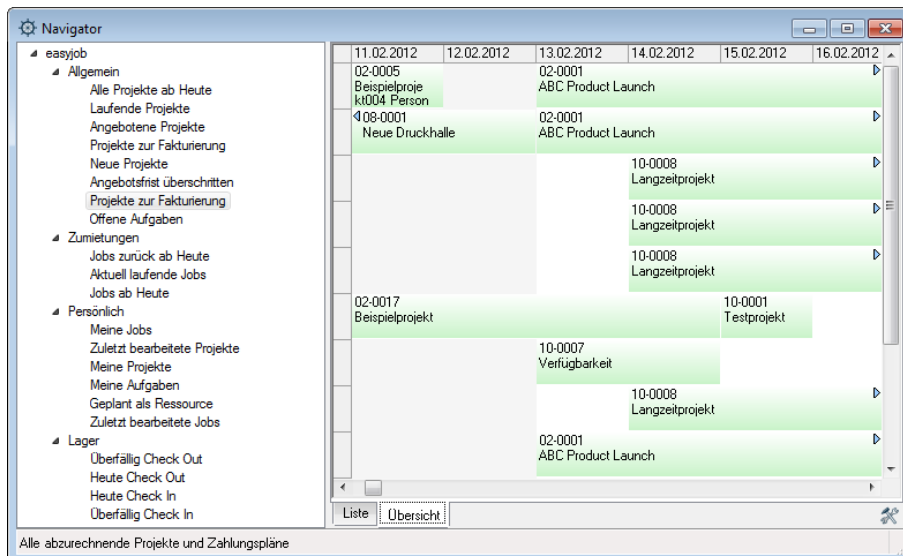 Navigator
easyjob
Allgemein
Alle Projekte ab Heute
Laufende Projekte
Angebotene Projekte
Projekte zur Fakturierung
Neue Projekte
Angebotsfrist überschritten
Projekte zur Fakturierung
Offene Aufgaben
Zumietungen
Jobs zurück ab Heute
Aktuell laufende Jobs
Jobs ab Heute
Persönlich
Meine Jobs
Zuletzt bearbeitete Projekte
Meine Projekte
Meine Aufgaben
Geplant als Ressource
Zuletzt bearbeitete Jobs
Lager
Überfällig Check Out
Heute Check Out
Heute Check In
Überfällig Check In
11.02.2012 12.02.2012 13.02.2012 14.02.2012 15.02.2012 16.02.2012
02-0005
Beispielproje
kt004 Person
02-0001
ABC Product Launch
08-0001
Neue Druckhalle
02-0001
ABC Product Launch
10-0008
Langzeitprojekt
10-0008
Langzeitprojekt
10-0008
Langzeitprojekt
02-0017
Beispielprojekt
10-0001
Testprojekt
10-0007
Verfügbarkeit
10-0008
Langzeitprojekt
02-0001
ABC Product Launch
Liste Übersicht
Alle abzurechnende Projekte und Zahlungspläne